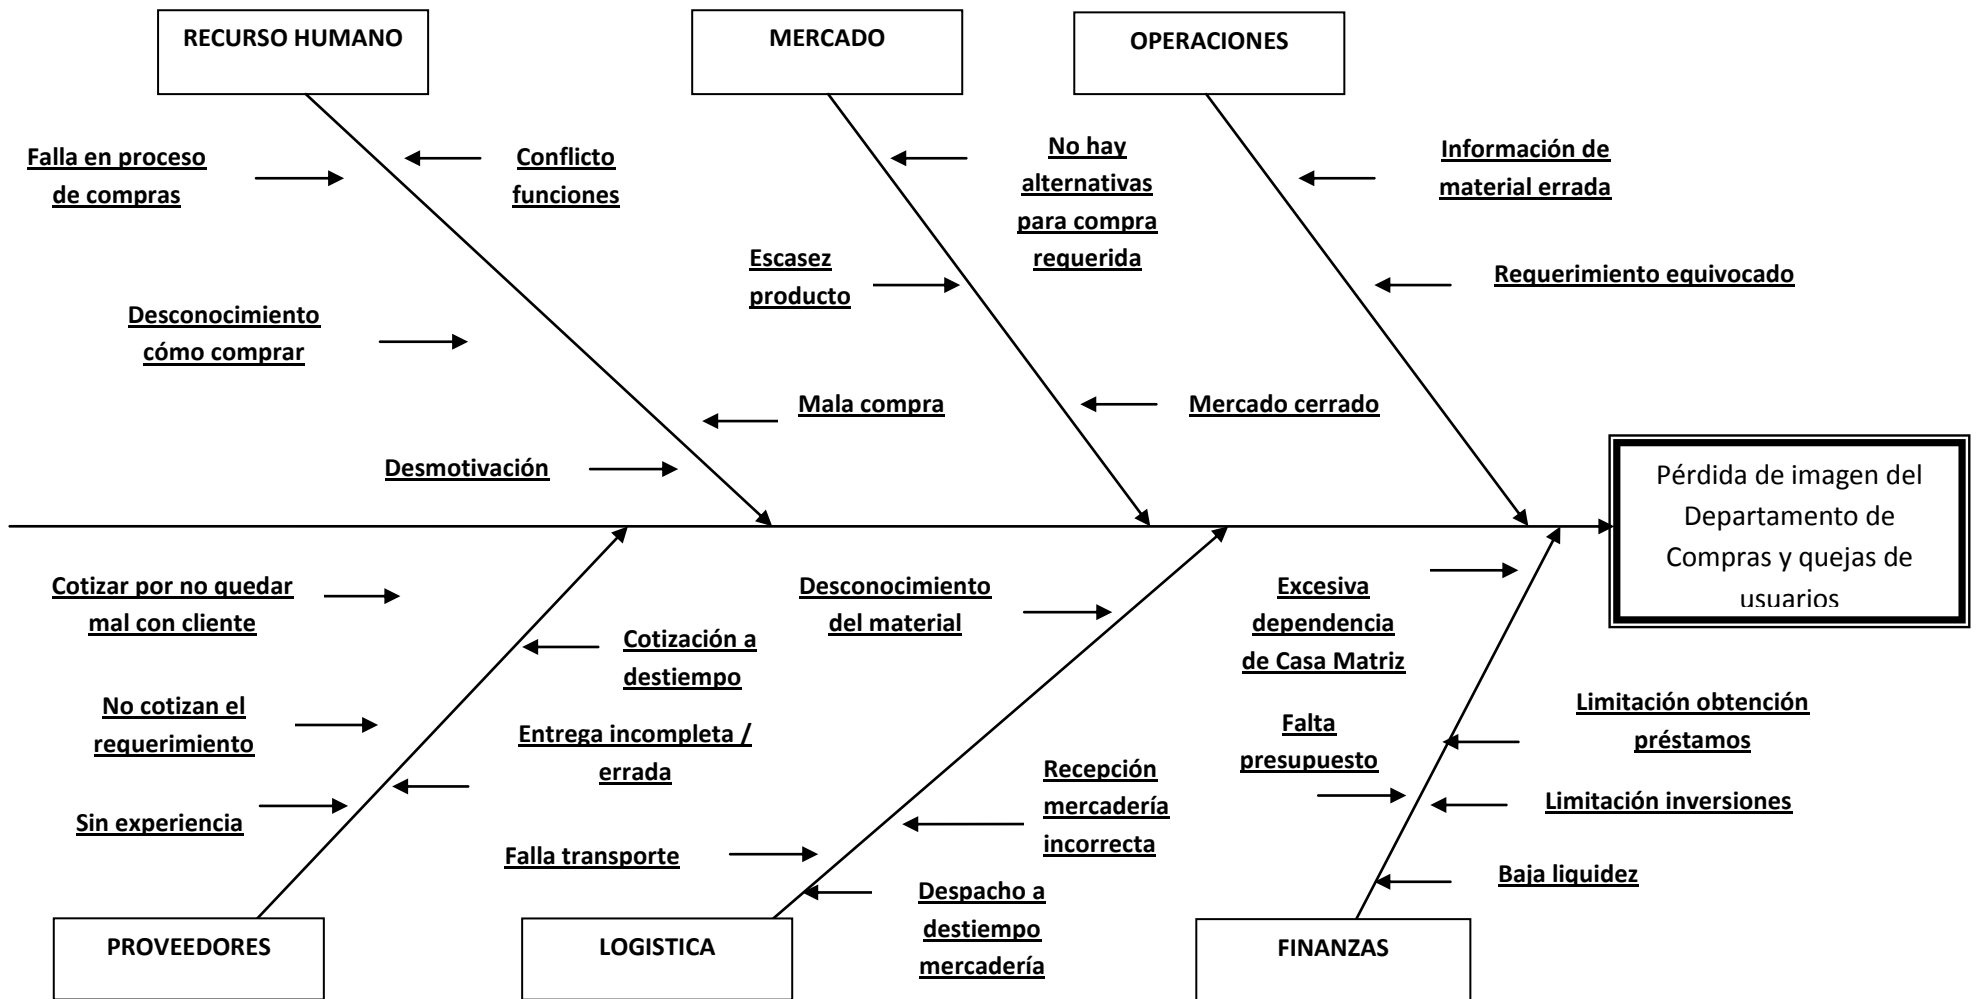 RECURSO HUMANO
MERCADO
OPERACIONES
Falla en proceso
de compras
Conflicto
funciones
No hay
alternativas
para compra
requerida
Información de
material errada
Escasez
producto
Requerimiento equivocado
Desconocimiento
cómo comprar
Mala compra
Mercado cerrado
Desmotivación
Pérdida de imagen del
Departamento de
Compras y quejas de
usuarios
Cotizar por no quedar
mal con cliente
Cotización a
destiempo
Desconocimiento
del material
Excesiva
dependencia
de Casa Matriz
No cotizan el
requerimiento
Entrega incompleta /
errada
Falta
presupuesto
Limitación obtención
préstamos
Sin experiencia
Recepción
mercadería
incorrecta
Limitación inversiones
Falla transporte
Despacho a
destiempo
mercadería
Baja liquidez
PROVEEDORES
LOGISTICA
FINANZAS